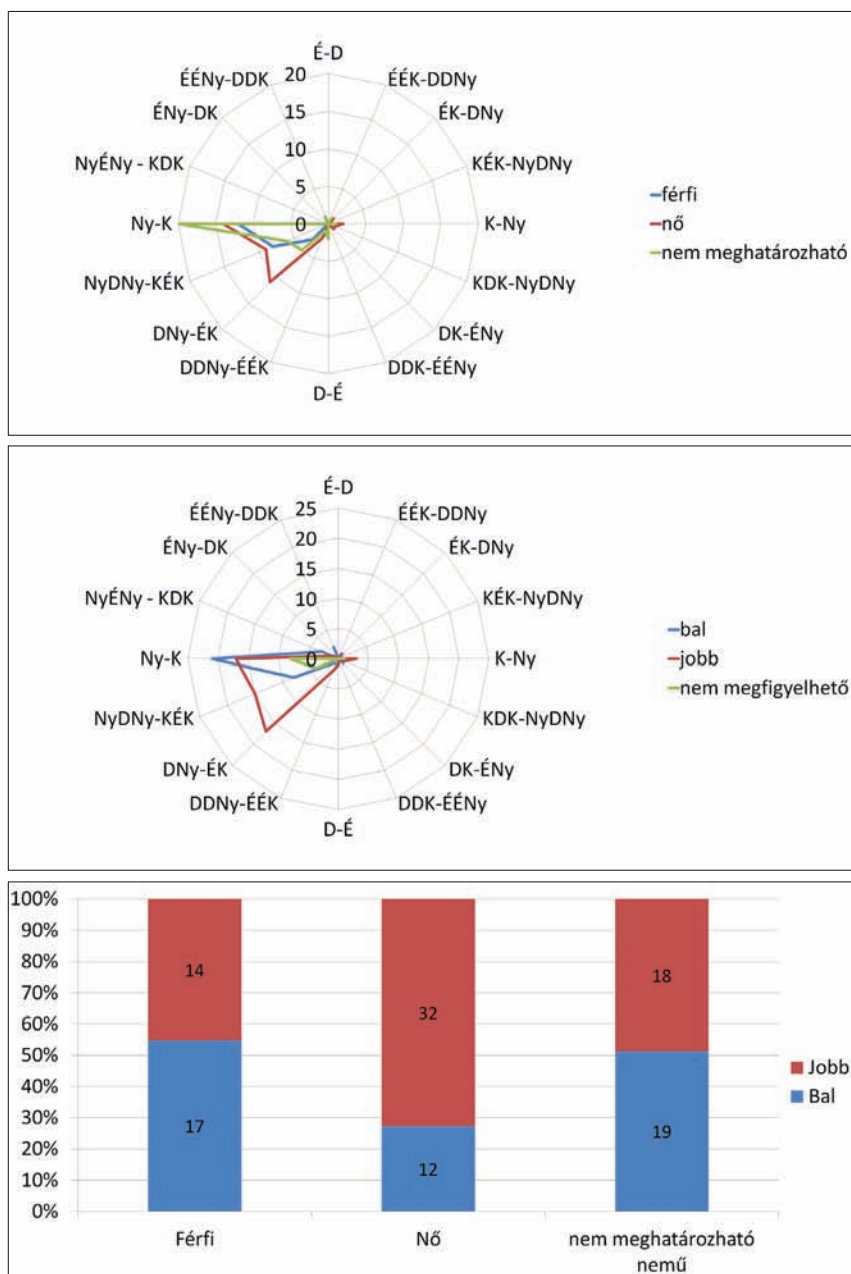 É-D
ÉÉNy-DDK
20
ÉÉK-DDNy
ÉNy-DK
15
ÉK-DNy
10
NyÉNy - KDK
KÉK-NyDNy
5
Ny-K
0
K-Ny
NyDNy-KÉK
KDK-NyDNy
DNy-ÉK
DK-ÉNy
DDNy-ÉÉK
DDK-ÉÉNy
D-É
férfi
nő
nem meghatározható
É-D
ÉÉNy-DDK
25
ÉÉK-DDNy
ÉNy-DK
20
ÉK-DNy
15
NyÉNy - KDK
10
KÉK-NyDNy
5
Ny-K
0
K-Ny
NyDNy-KÉK
KDK-NyDNy
DNy-ÉK
DK-ÉNy
DDNy-ÉÉK
DDK-ÉÉNy
D-É
bal
jobb
nem megfigyelhető
100%
90%
80%
70%
60%
50%
40%
30%
20%
10%
0%
14
17
32
12
18
19
Férfi
Nő
nem meghatározható
nemű
Jobb
Bal